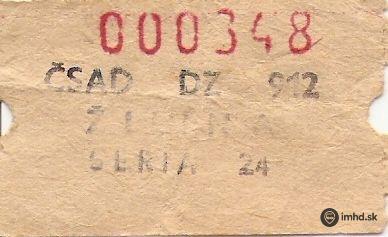 000348
ČSAD DZ 912
ŽILINA
SÉRIA 24
imhd.sk